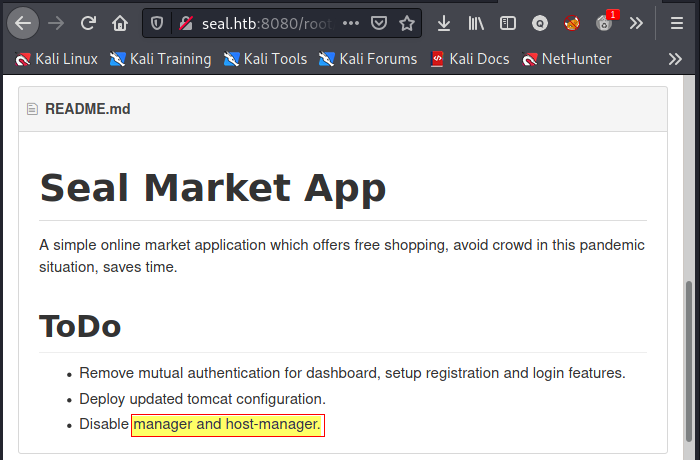 seal.htb:8080/root
1
Kali Linux Kali Training Kali Tools Kali Forums Kali Docs NetHunter
README.md
Seal Market App
A simple online market application which offers free shopping, avoid crowd in this pandemic
situation, saves time.
ToDo
Remove mutual authentication for dashboard, setup registration and login features.
Deploy updated tomcat configuration.
Disable manager and host-manager.